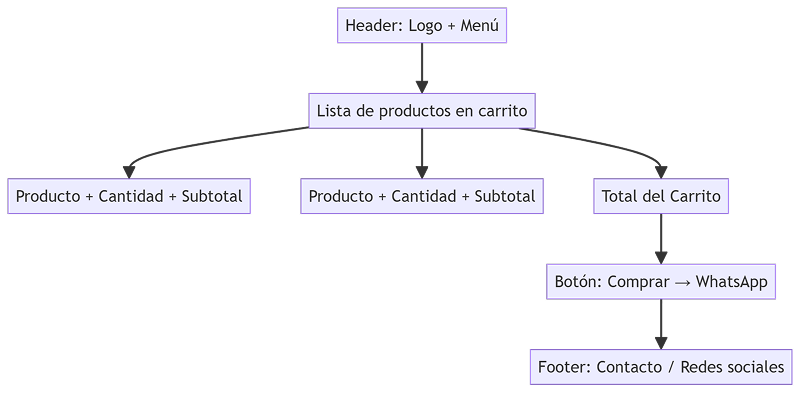 Header: Logo + Menú
Lista de productos en carrito
Producto + Cantidad + Subtotal
Producto + Cantidad + Subtotal
Total del Carrito
Botón: Comprar → WhatsApp
Footer: Contacto / Redes sociales